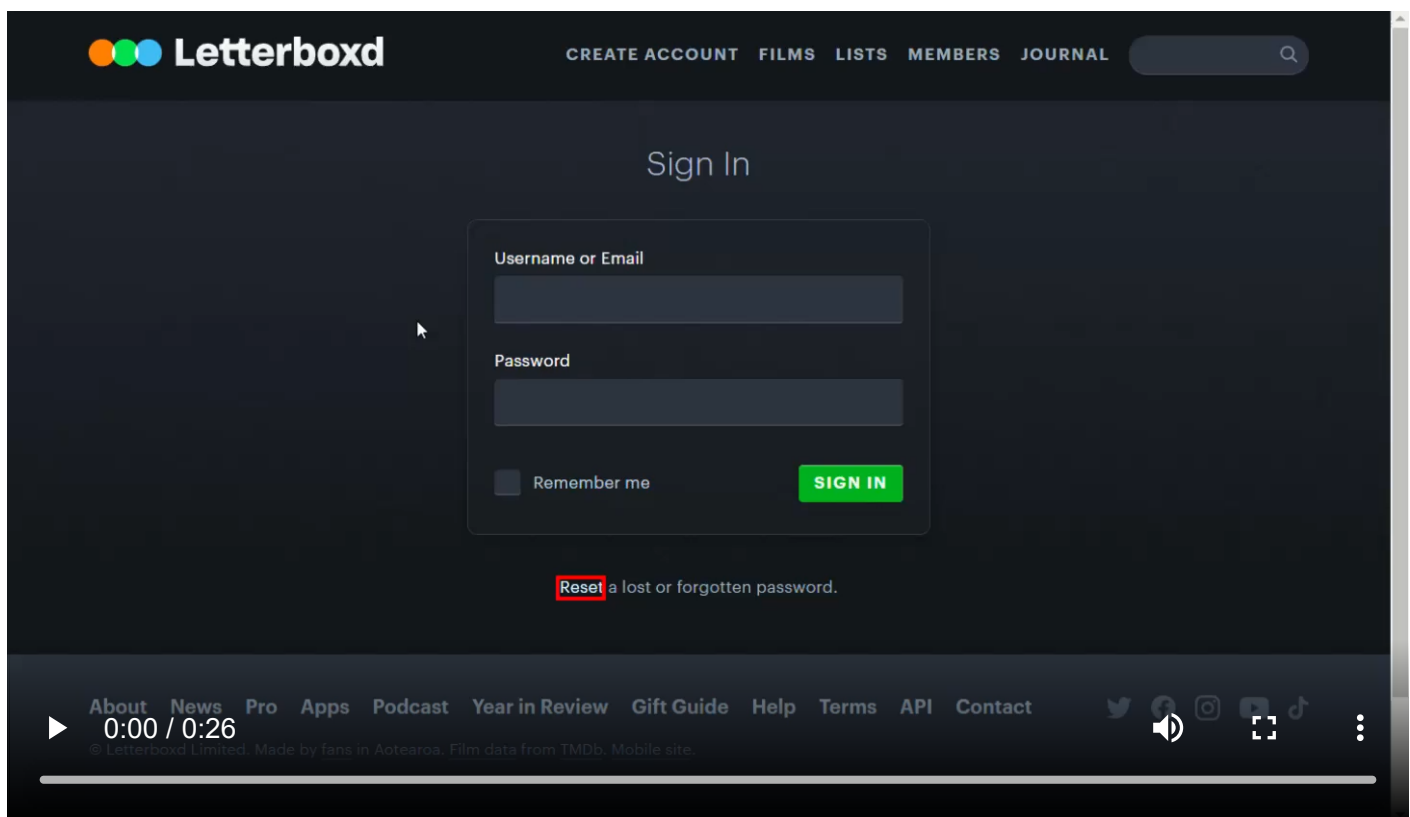 Letterboxd
CREATE ACCOUNT FILMS LISTS MEMBERS JOURNAL
Sign In
Username or Email
Password
Remember me
SIGN IN
Reset a lost or forgotten password.
About News Pro Apps Podcast Year in Review Gift Guide Help Terms API Contact
0:00 / 0:26
© Letterboxd Limited. Made by fans in Aotearoa. Film data from TMDb. Mobile site.